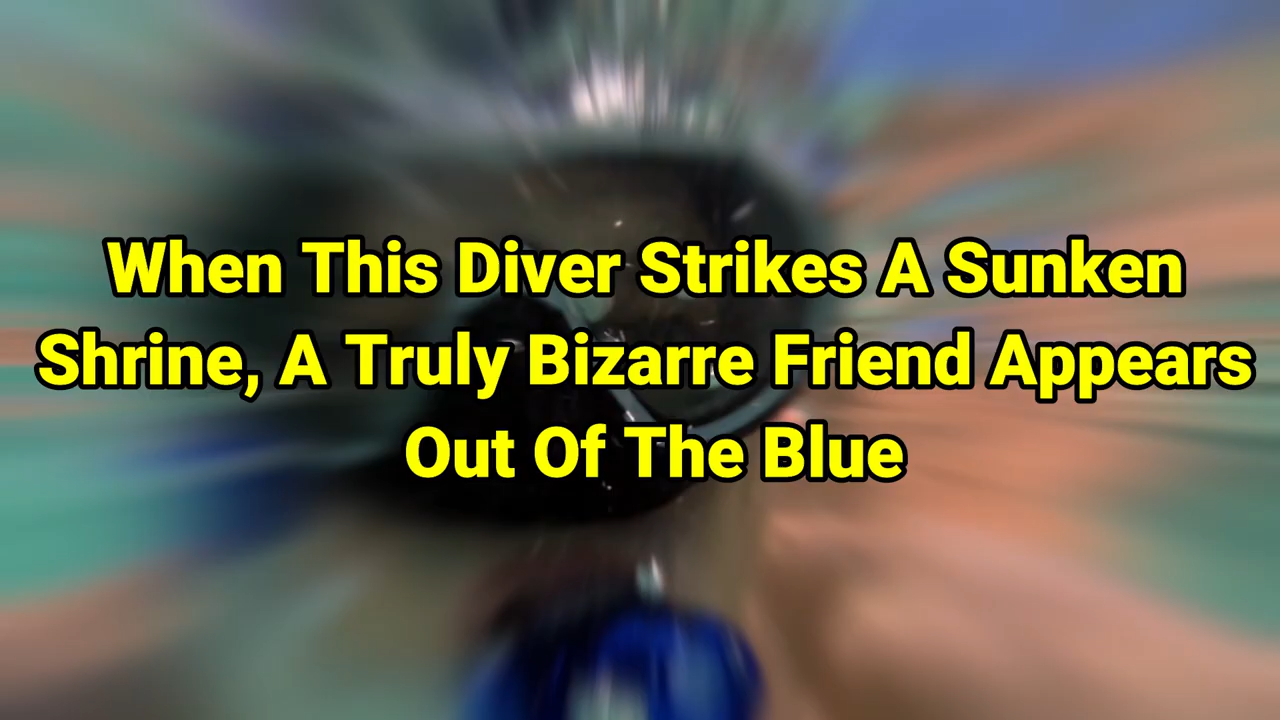 When This Diver Strikes A Sunken
Shrine, A Truly Bizarre Friend Appears
Out Of The Blue